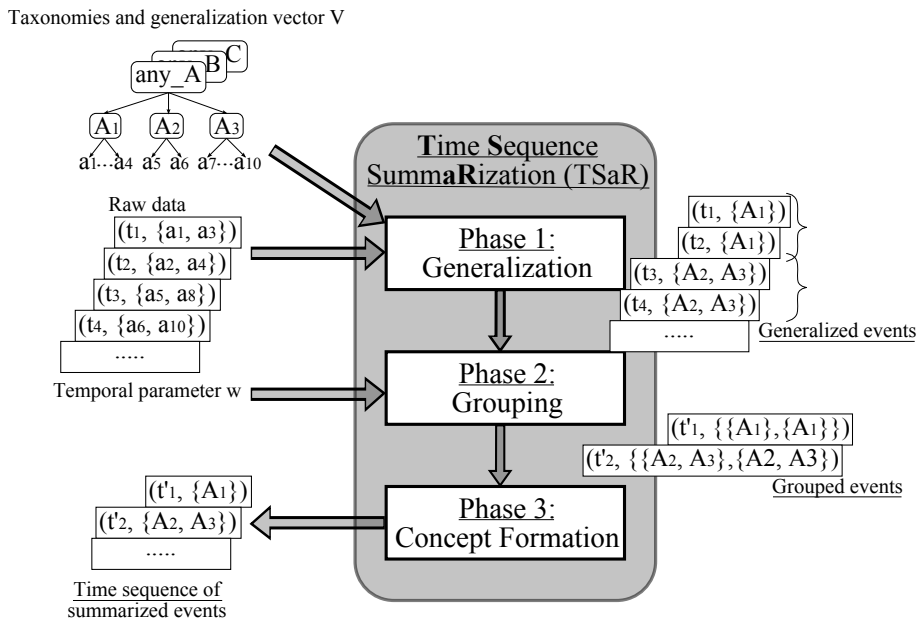 Taxonomies and generalization vector V
any_C
any_B
any_A
A1 A2 A3
a1...a4 a5 a6 a7...a10
Time Sequence
SummaRization (TSaR)
Raw data
(t1, {a1, a3})
(t2, {a2, a4})
(t3, {a5, a8})
(t4, {a6, a10})
.....
Phase 1:
Generalization
(t1, {A1})
(t2, {A1})
(t3, {A2, A3})
(t4, {A2, A3})
.....
Generalized events
Temporal parameter w
Phase 2:
Grouping
(t'1, {{A1},{A1}})
(t'2, {{A2, A3},{A2, A3})
Grouped events
Phase 3:
Concept Formation
(t'1, {A1})
(t'2, {A2, A3})
.....
Time sequence of
summarized events